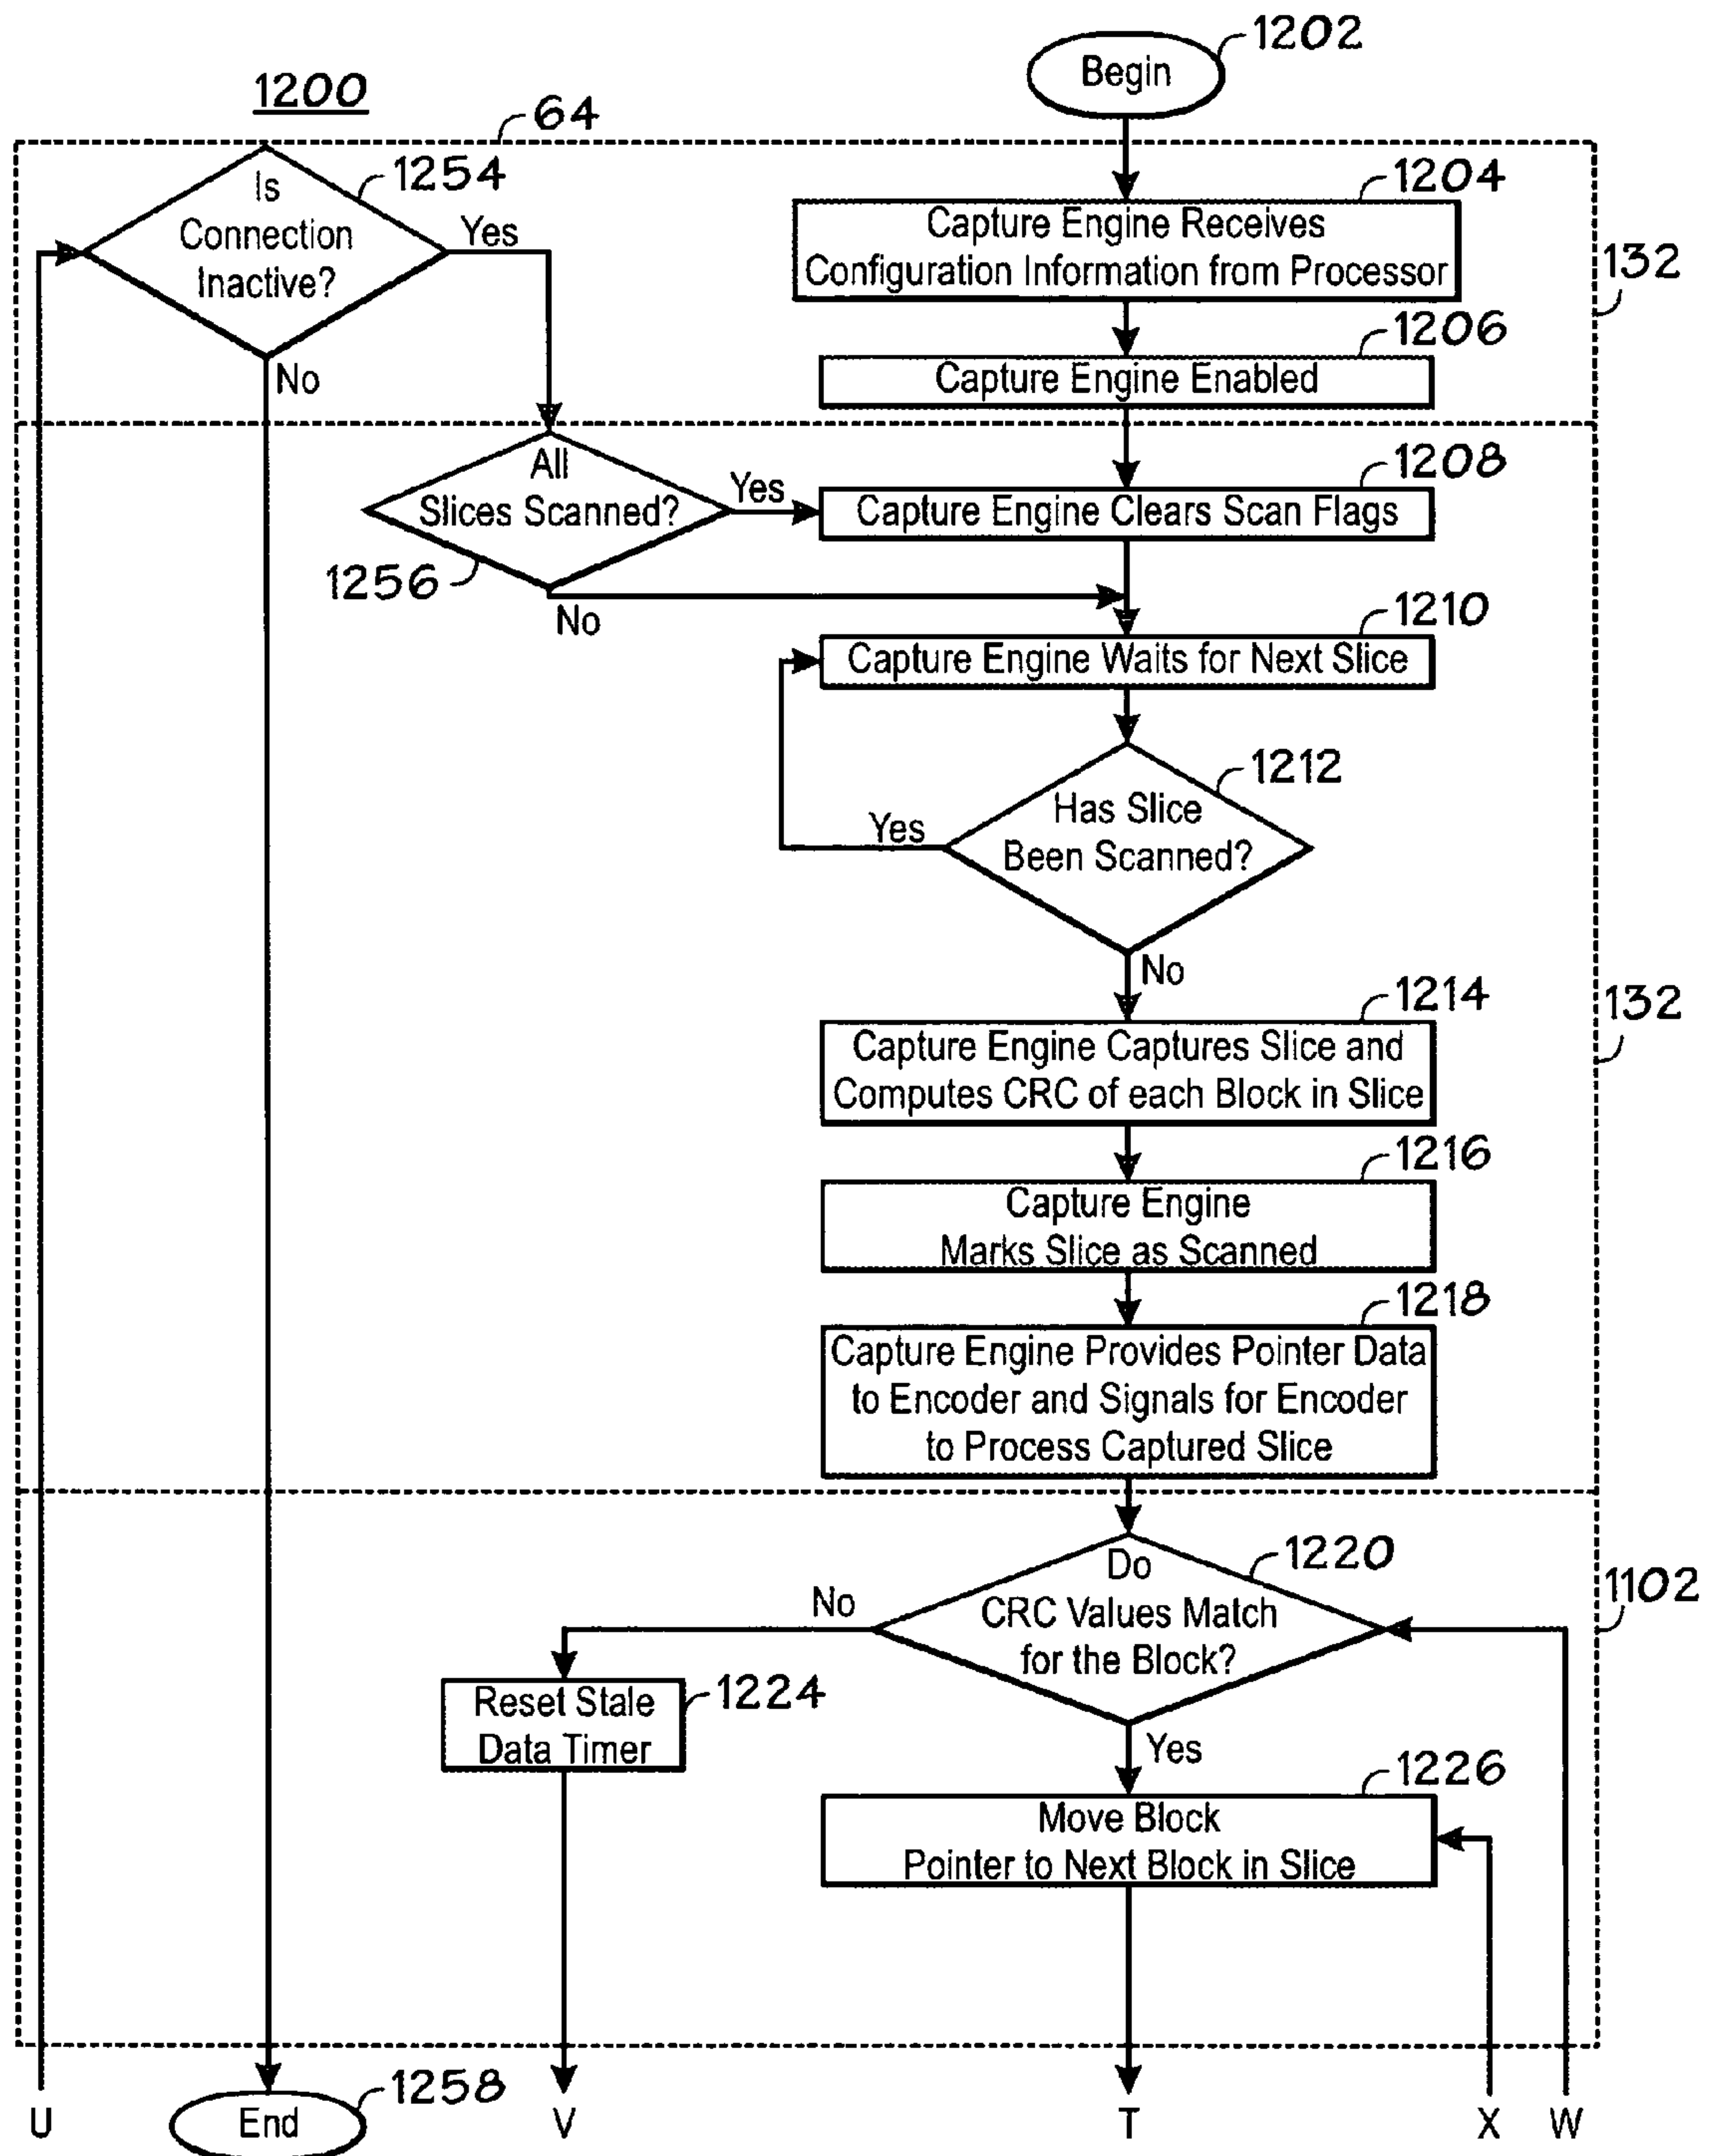 1202
Begin
1200
64
1254
Is
Connection
Inactive?
Yes
No
1204
Capture Engine Receives
Configuration Information from Processor
132
1206
Capture Engine Enabled
All
Slices Scanned?
Yes
1256
No
1208
Capture Engine Clears Scan Flags
1210
Capture Engine Waits for Next Slice
1212
Has Slice
Been Scanned?
Yes
No
1214
Capture Engine Captures Slice and
Computes CRC of each Block in Slice
132
1216
Capture Engine
Marks Slice as Scanned
1218
Capture Engine Provides Pointer Data
to Encoder and Signals for Encoder
to Process Captured Slice
1220
Do
CRC Values Match
for the Block?
No
Yes
1102
Reset Stale
Data Timer
1224
1226
Move Block
Pointer to Next Block in Slice
1258
U
End
V
T
X
W